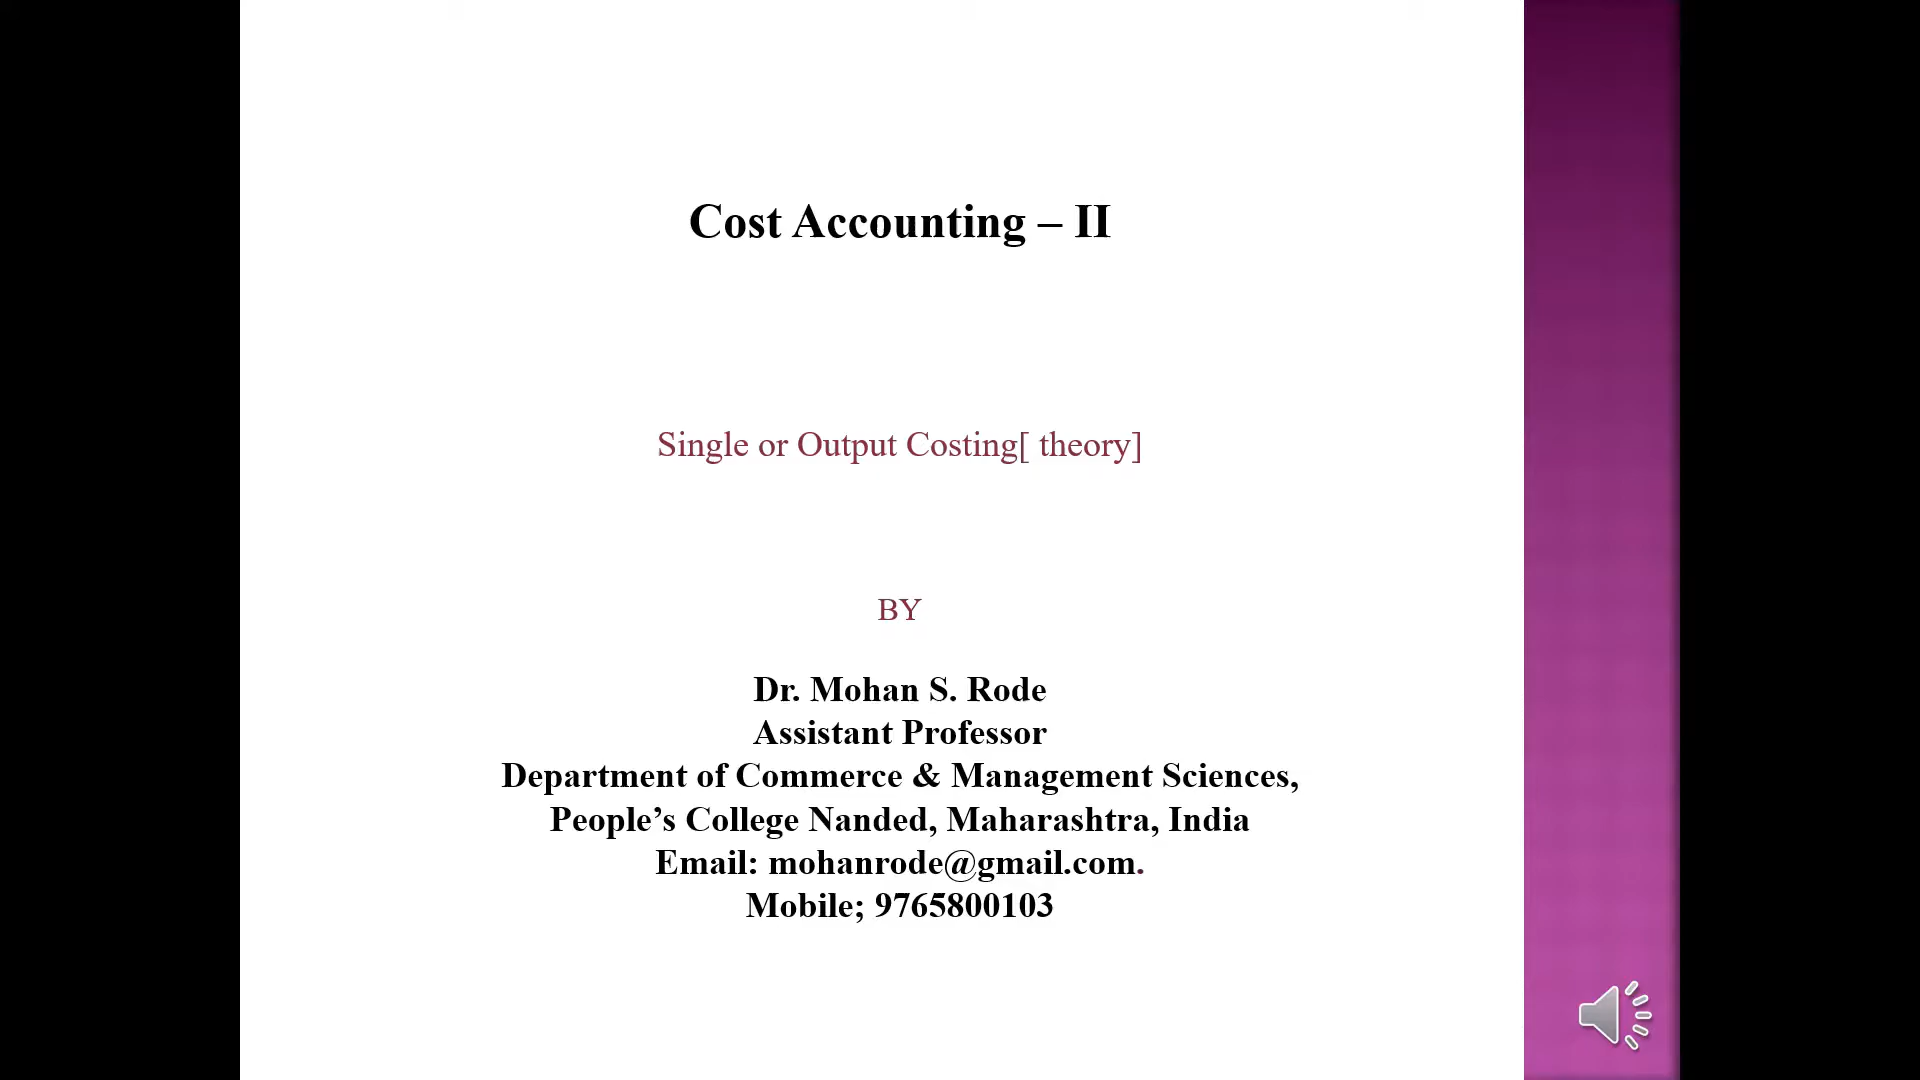 Cost Accounting – II
Single or Output Costing[ theory]
BY
Dr. Mohan S. Rode
Assistant Professor
Department of Commerce & Management Sciences,
People’s College Nanded, Maharashtra, India
Email: mohanrode@gmail.com.
Mobile; 9765800103